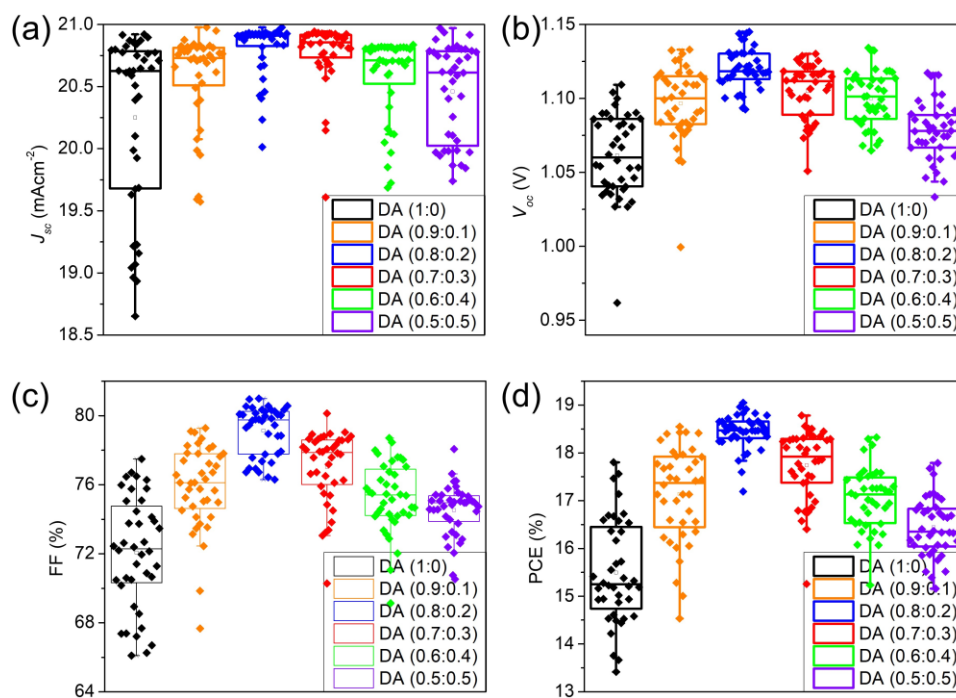 (a)
21.0
20.5
20.0
19.5
19.0
18.5
Jsc (mAcm⁻²)
DA (1:0)
DA (0.9:0.1)
DA (0.8:0.2)
DA (0.7:0.3)
DA (0.6:0.4)
DA (0.5:0.5)
(b)
1.15
1.10
1.05
1.00
0.95
Voc (V)
DA (1:0)
DA (0.9:0.1)
DA (0.8:0.2)
DA (0.7:0.3)
DA (0.6:0.4)
DA (0.5:0.5)
(c)
80
76
72
68
64
FF (%)
DA (1:0)
DA (0.9:0.1)
DA (0.8:0.2)
DA (0.7:0.3)
DA (0.6:0.4)
DA (0.5:0.5)
(d)
19
18
17
16
15
14
13
PCE (%)
DA (1:0)
DA (0.9:0.1)
DA (0.8:0.2)
DA (0.7:0.3)
DA (0.6:0.4)
DA (0.5:0.5)